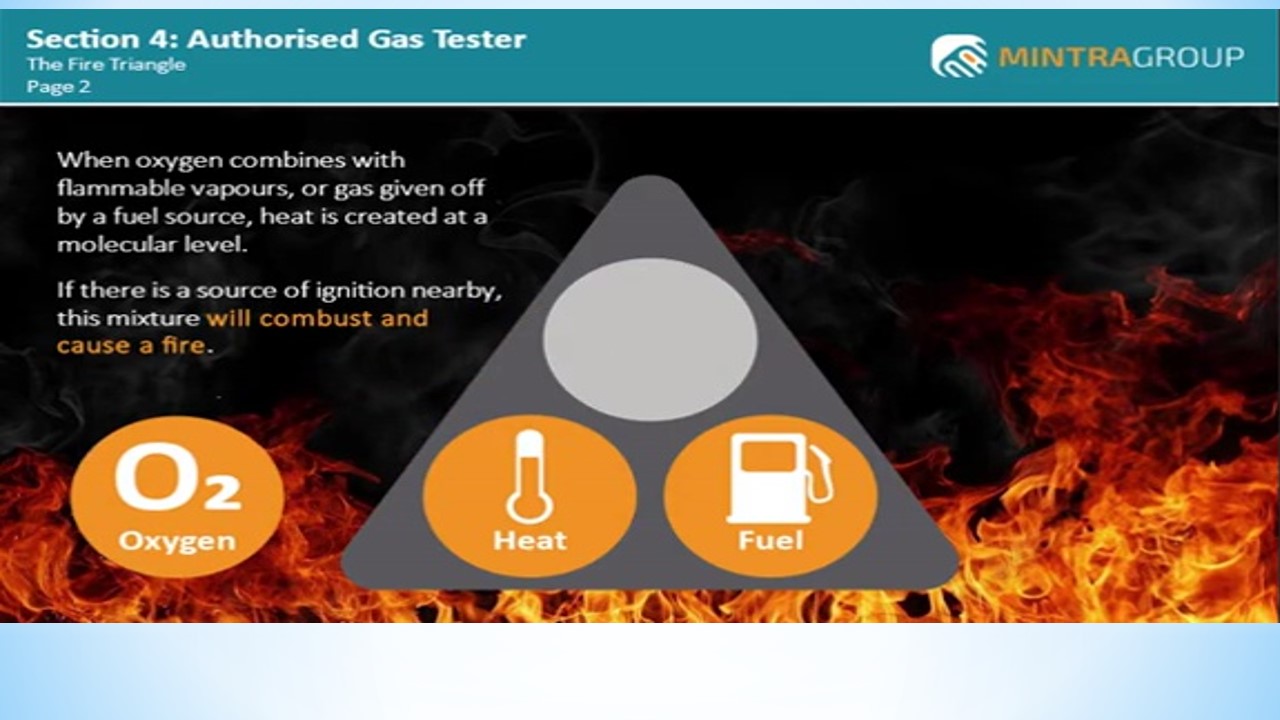 Section 4: Authorised Gas Tester
The Fire Triangle
Page 2
MINTRAGROUP
When oxygen combines with
flammable vapours, or gas given off
by a fuel source, heat is created at a
molecular level.
If there is a source of ignition nearby,
this mixture will combust and
cause a fire.
O₂
Oxygen
Heat
Fuel